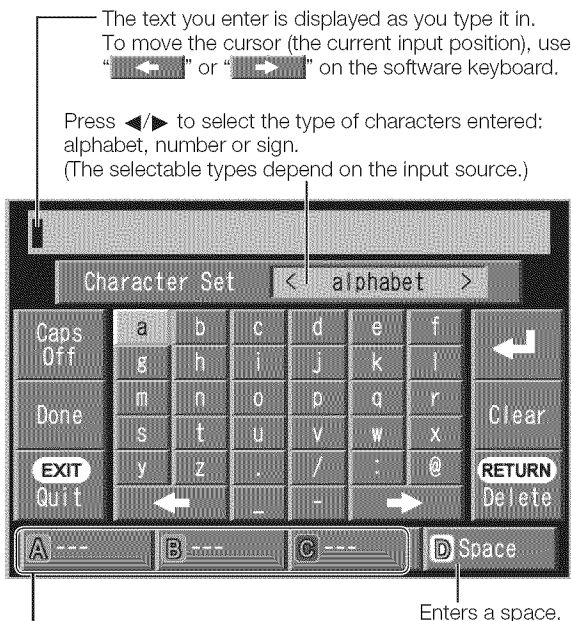 The text you enter is displayed as you type it in.
To move the cursor (the current input position), use
“←” or “→” on the software keyboard.
Press ◀/▶ to select the type of characters entered:
alphabet, number or sign.
(The selectable types depend on the input source.)
Character Set < alphabet >
Caps Off
a b c d e f
g h i j k l
Done
m n o p q r
Clear
s t u v w x
EXIT
Quit
y z . / : @
RETURN
Delete
← _ - →
A --- B --- C --- D Space
Enters a space.